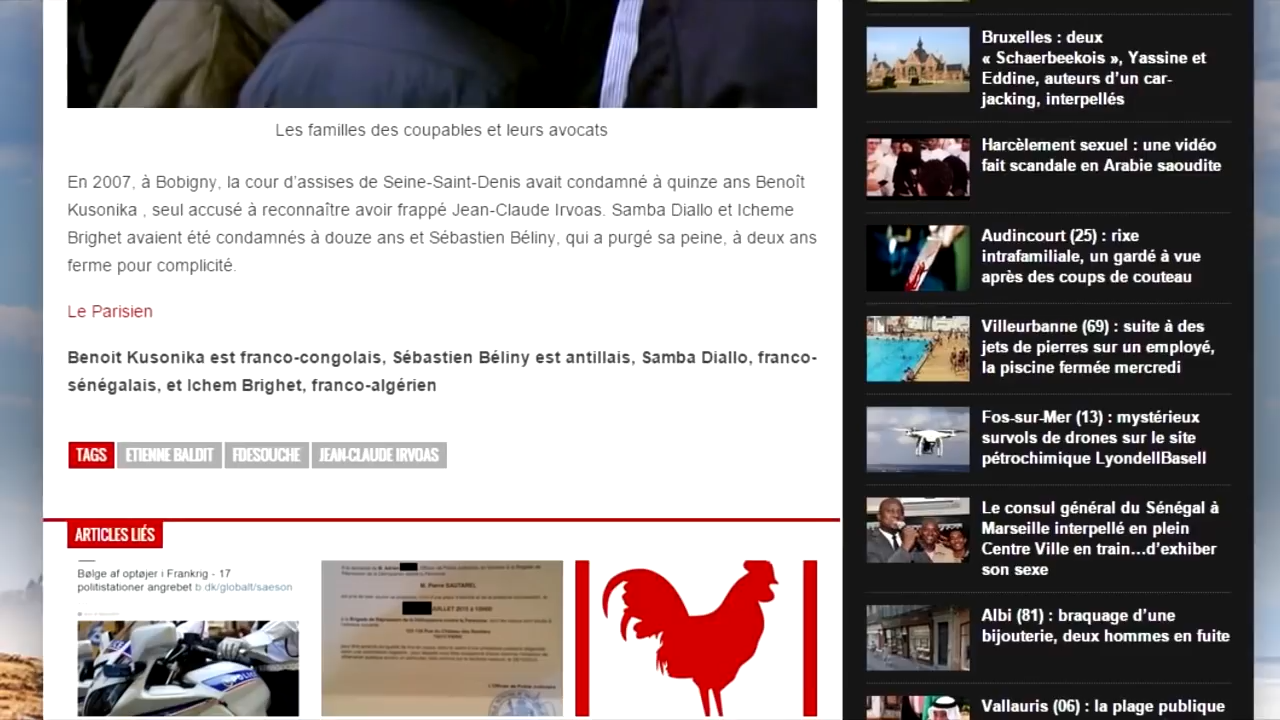 Les familles des coupables et leurs avocats
En 2007, à Bobigny, la cour d'assises de Seine-Saint-Denis avait condamné à quinze ans Benoît
Kusonika , seul accusé à reconnaître avoir frappé Jean-Claude Irvoas. Samba Diallo et Icheme
Brighet avaient été condamnés à douze ans et Sébastien Béliny, qui a purgé sa peine, à deux ans
ferme pour complicité.
Le Parisien
Benoit Kusonika est franco-congolais, Sébastien Béliny est antillais, Samba Diallo, franco-
sénégalais, et Ichem Brighet, franco-algérien
TAGS ETIENNE BALDIT FDESOUCHE JEAN-CLAUDE IRVOAS
ARTICLES LIÉS
Bølge af optøjer i Frankrig - 17
politistationer angrebet b dk/globalt/saeson
M. Pierre SAUTAREL
JUILLET 2015 à 10H00
Bruxelles : deux
« Schaerbeekois », Yassine et
Eddine, auteurs d'un car-
jacking, interpellés
Harcèlement sexuel : une vidéo
fait scandale en Arabie saoudite
Audincourt (25) : rixe
intrafamiliale, un gardé à vue
après des coups de couteau
Villeurbanne (69) : suite à des
jets de pierres sur un employé,
la piscine fermée mercredi
Fos-sur-Mer (13) : mystérieux
survols de drones sur le site
pétrochimique LyondellBasell
Le consul général du Sénégal à
Marseille interpellé en plein
Centre Ville en train... d'exhiber
son sexe
Albi (81) : braquage d'une
bijouterie, deux hommes en fuite
Vallauris (06) : la plage publique